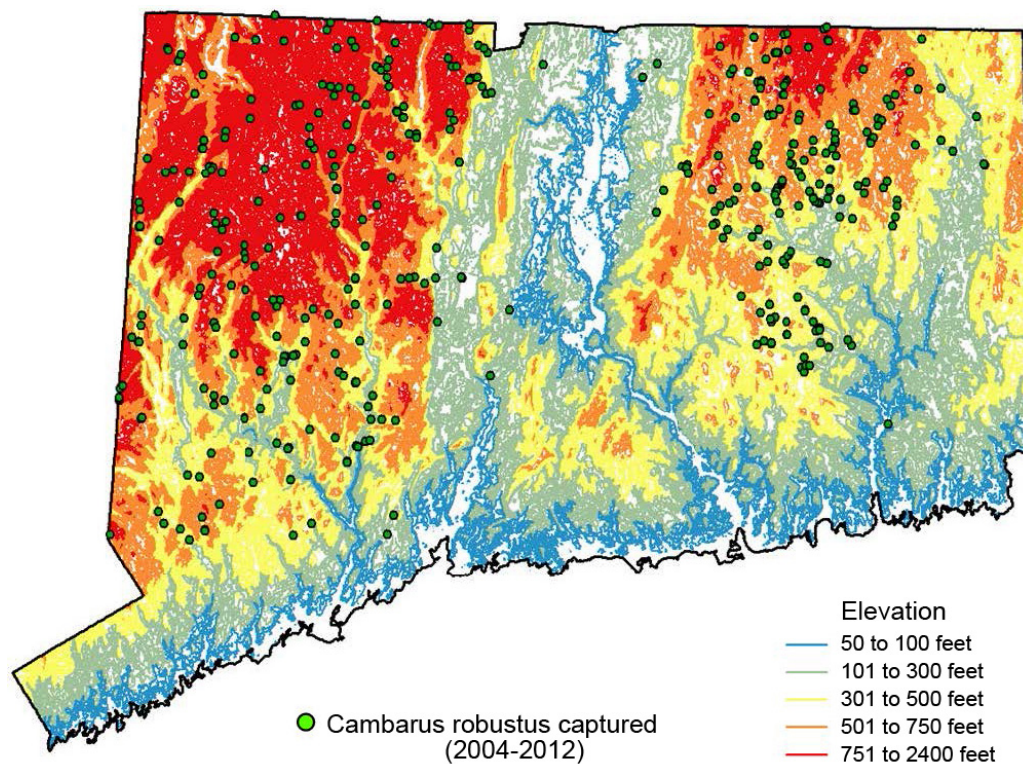 Elevation
50 to 100 feet
101 to 300 feet
301 to 500 feet
501 to 750 feet
751 to 2400 feet
Cambarus robustus captured
(2004-2012)